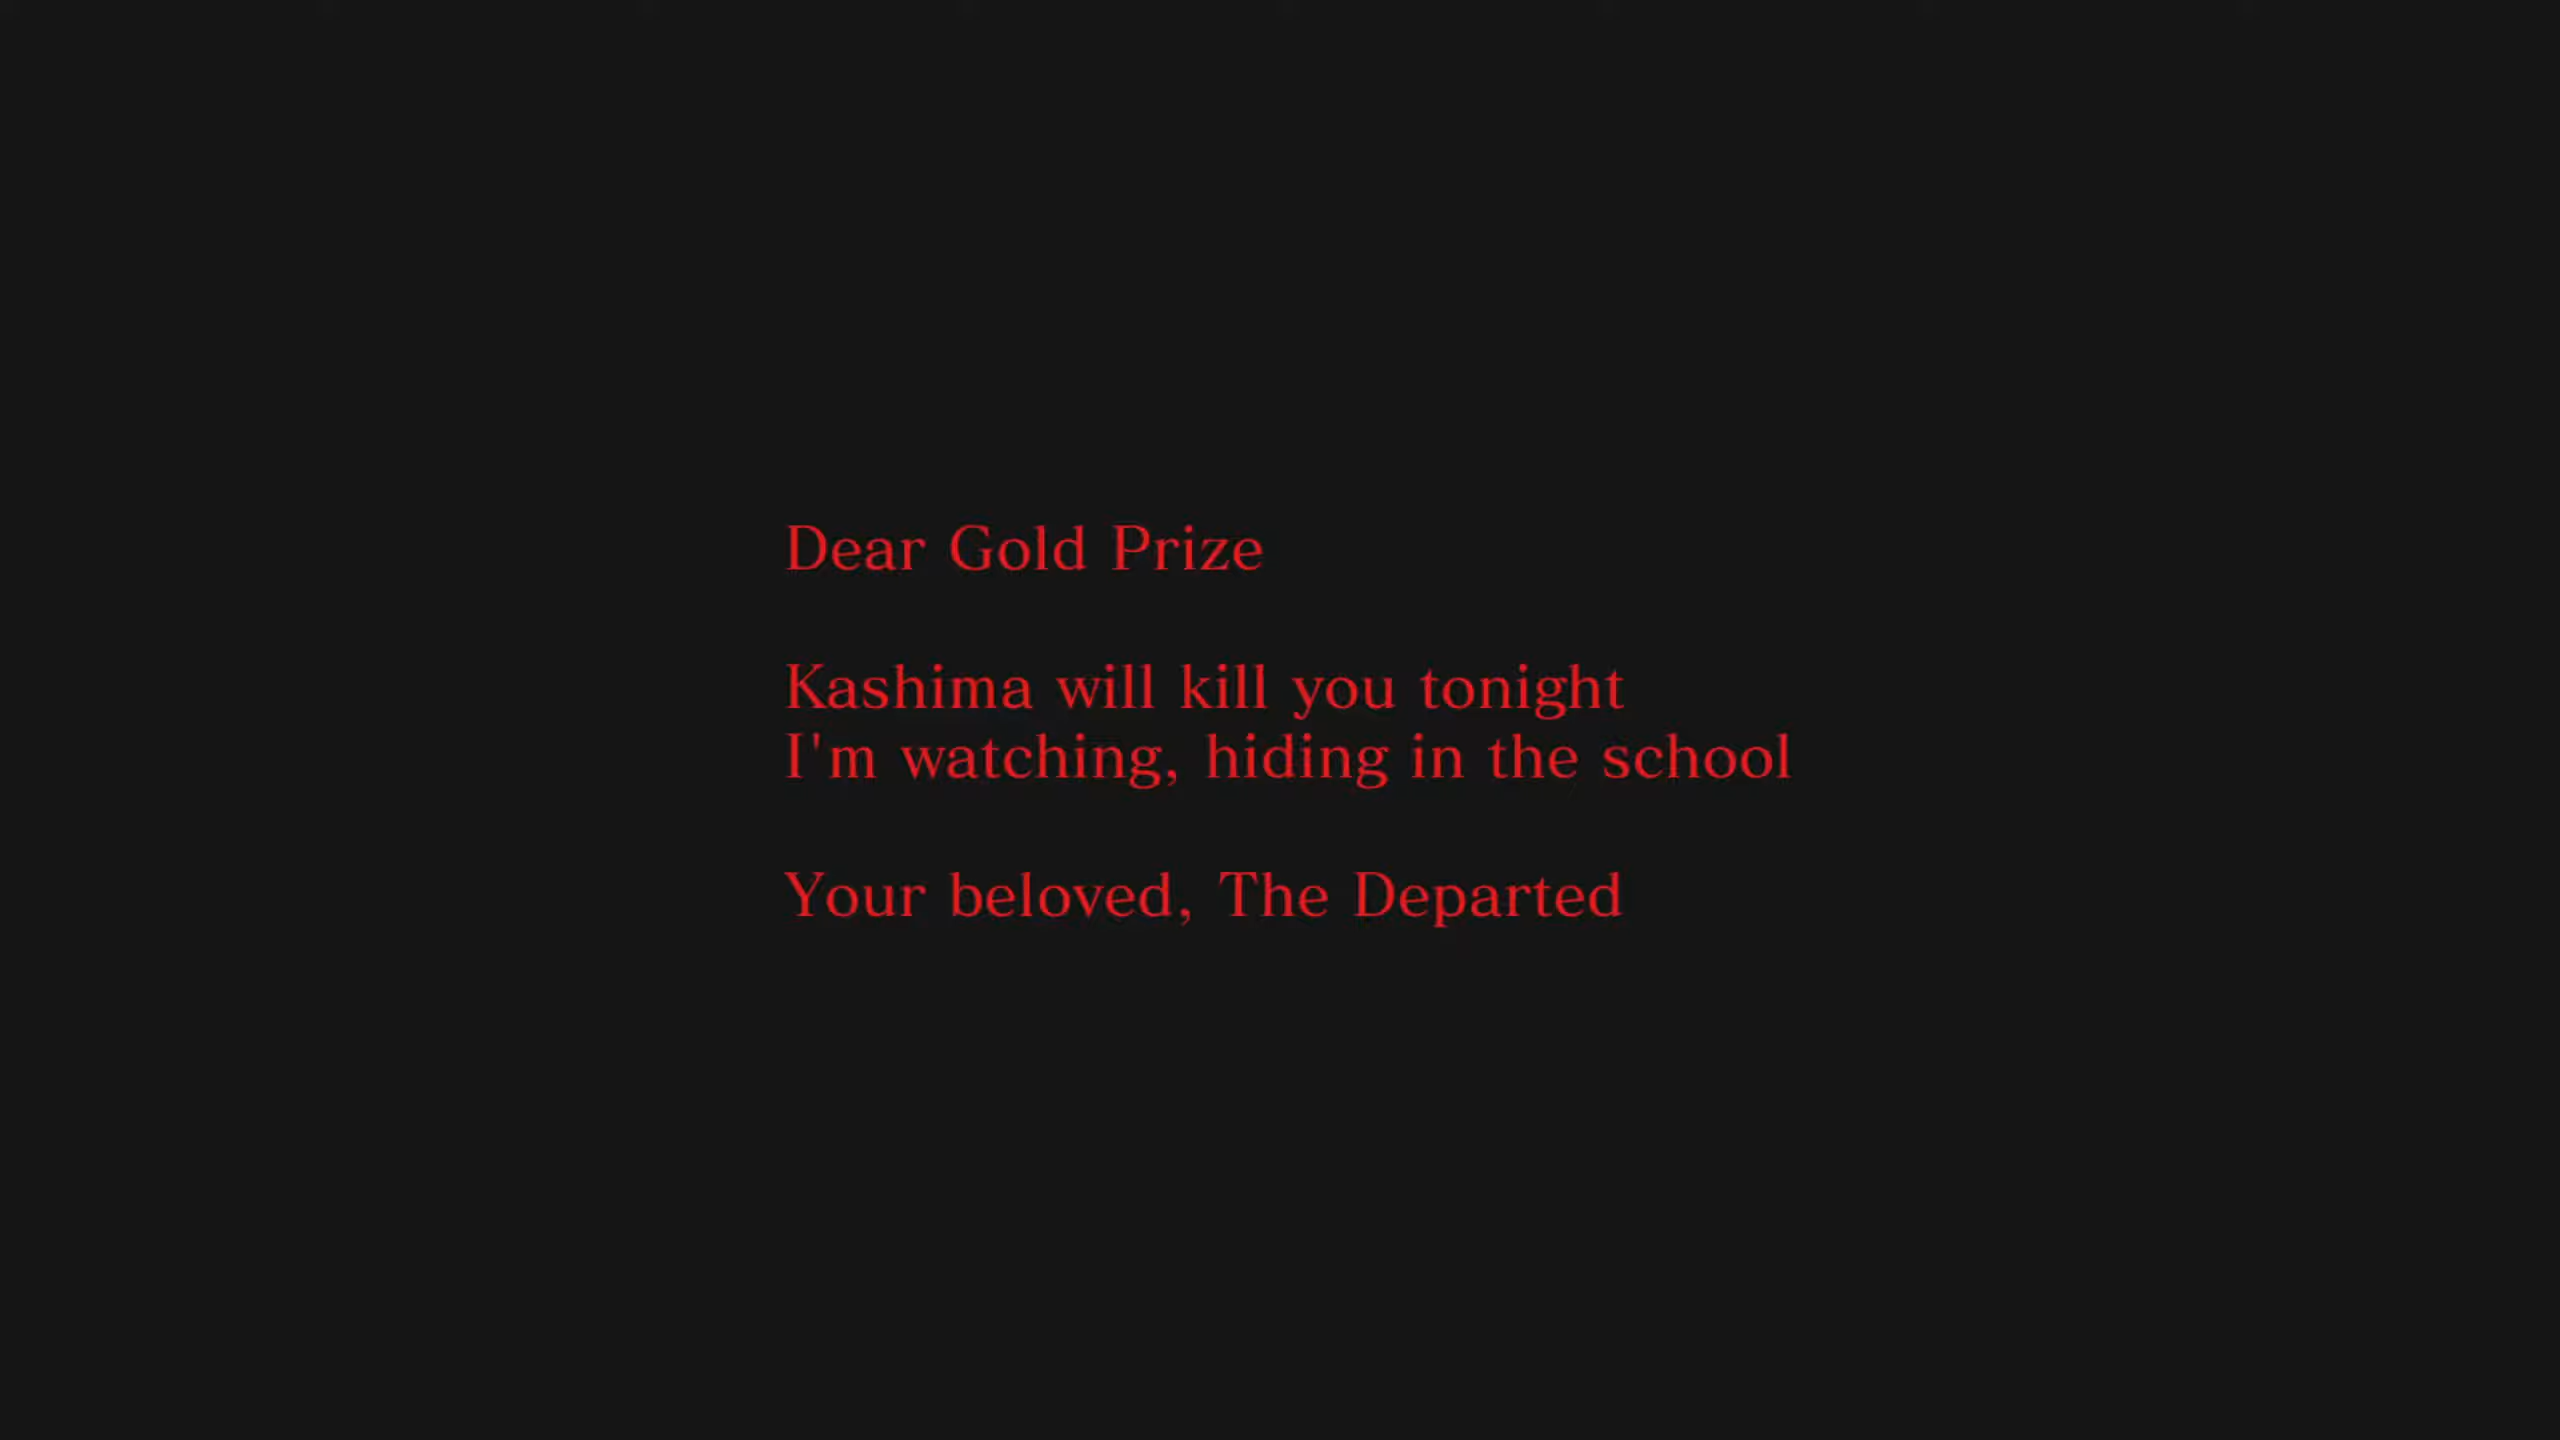 Dear Gold Prize
Kashima will kill you tonight
I'm watching, hiding in the school
Your beloved, The Departed